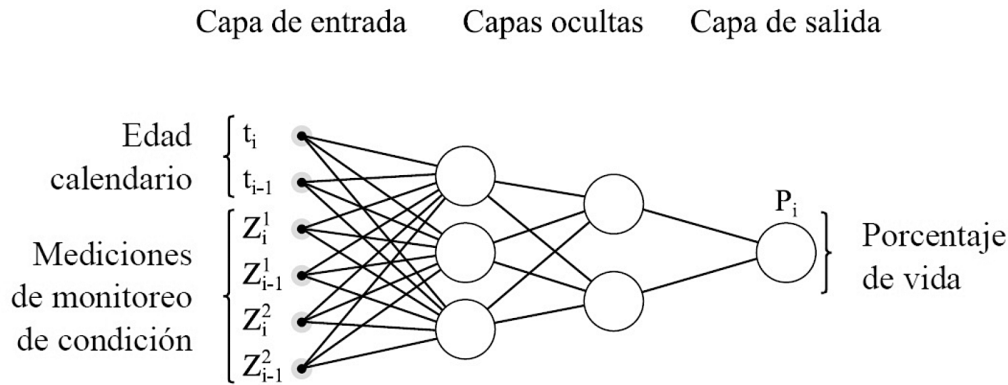 Capa de entrada Capas ocultas Capa de salida
Edad
calendario
t_i
t_{i-1}
Mediciones
de monitoreo
de condición
Z_i^1
Z_{i-1}^1
Z_i^2
Z_{i-1}^2
P_i
Porcentaje
de vida